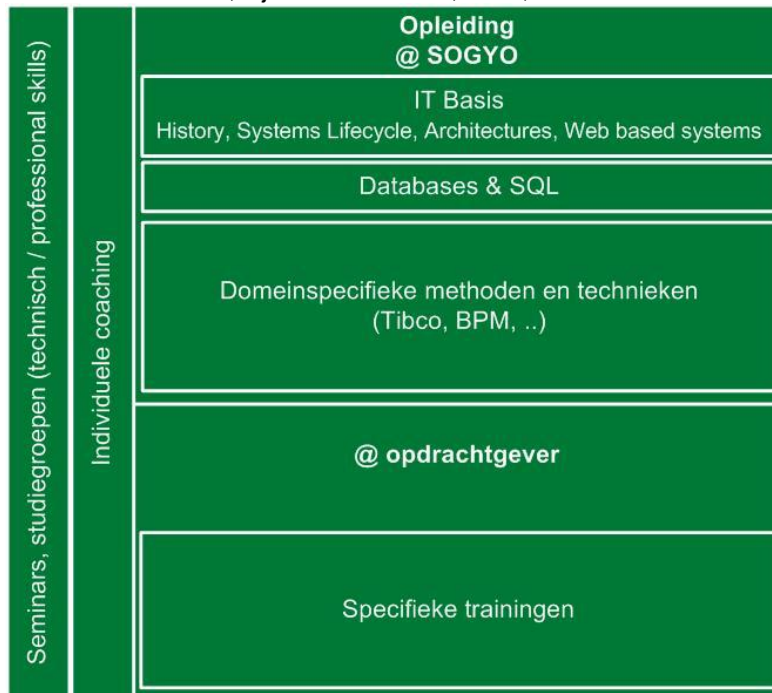 Opleiding
@ SOGYO
IT Basis
History, Systems Lifecycle, Architectures, Web based systems
Databases & SQL
Domeinspecifieke methoden en technieken
(Tibco, BPM, ..)
@ opdrachtgever
Specifieke trainingen
Individuele coaching
Seminars, studiegroepen (technisch / professional skills)